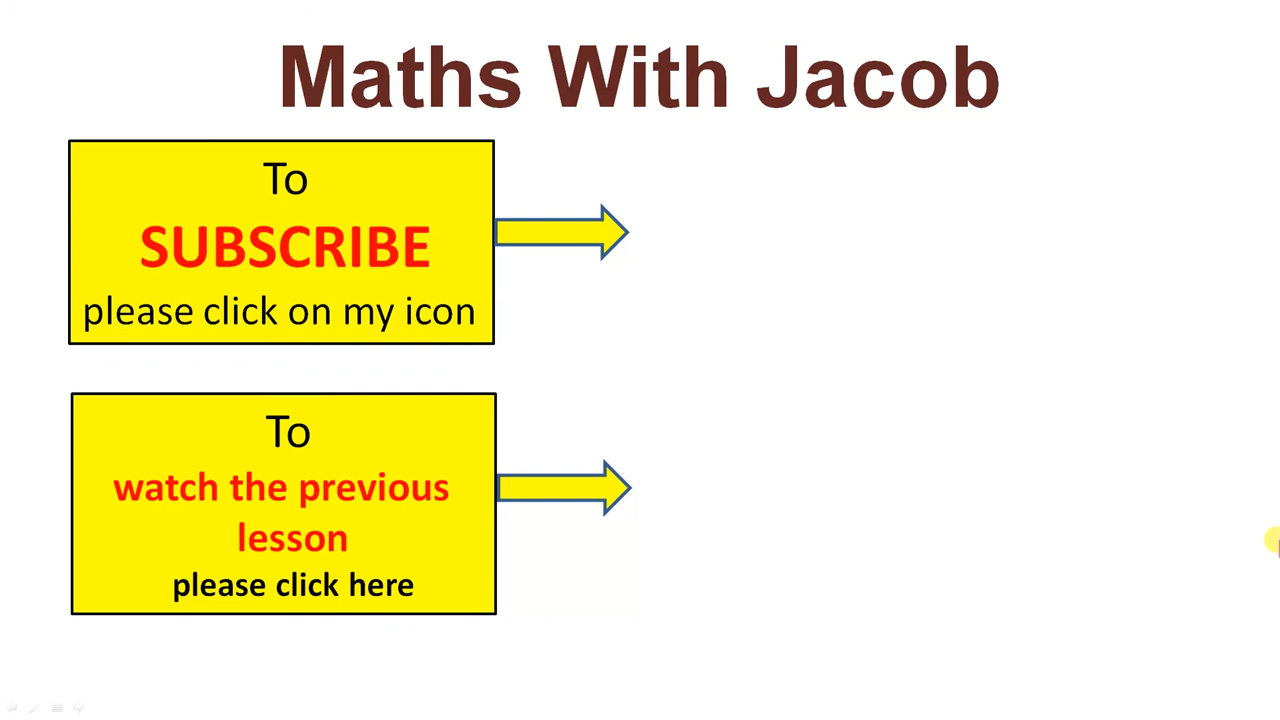 Maths With Jacob
To
SUBSCRIBE
please click on my icon
To
watch the previous
lesson
please click here